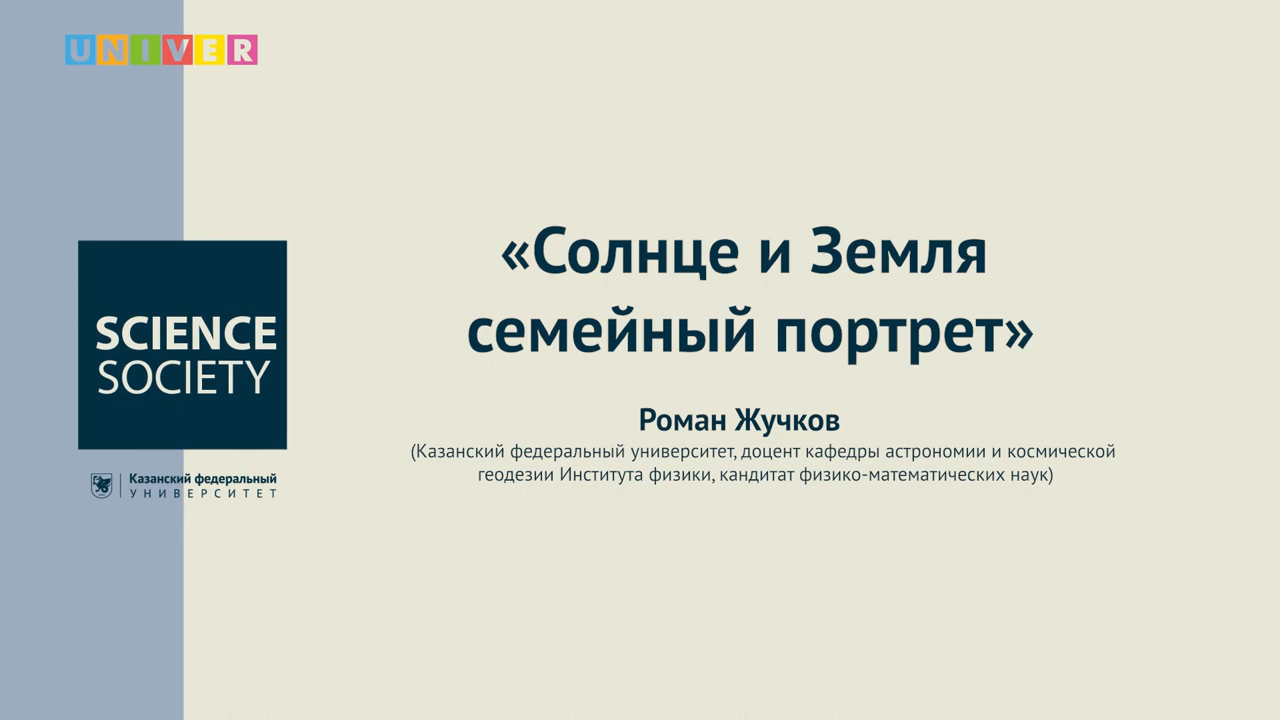 UNIVER
«Солнце и Земля
семейный портрет»
SCIENCE
SOCIETY
Роман Жучков
(Казанский федеральный университет, доцент кафедры астрономии и космической
геодезии Института физики, кандитат физико-математических наук)
Казанский федеральный
УНИВЕРСИТЕТ